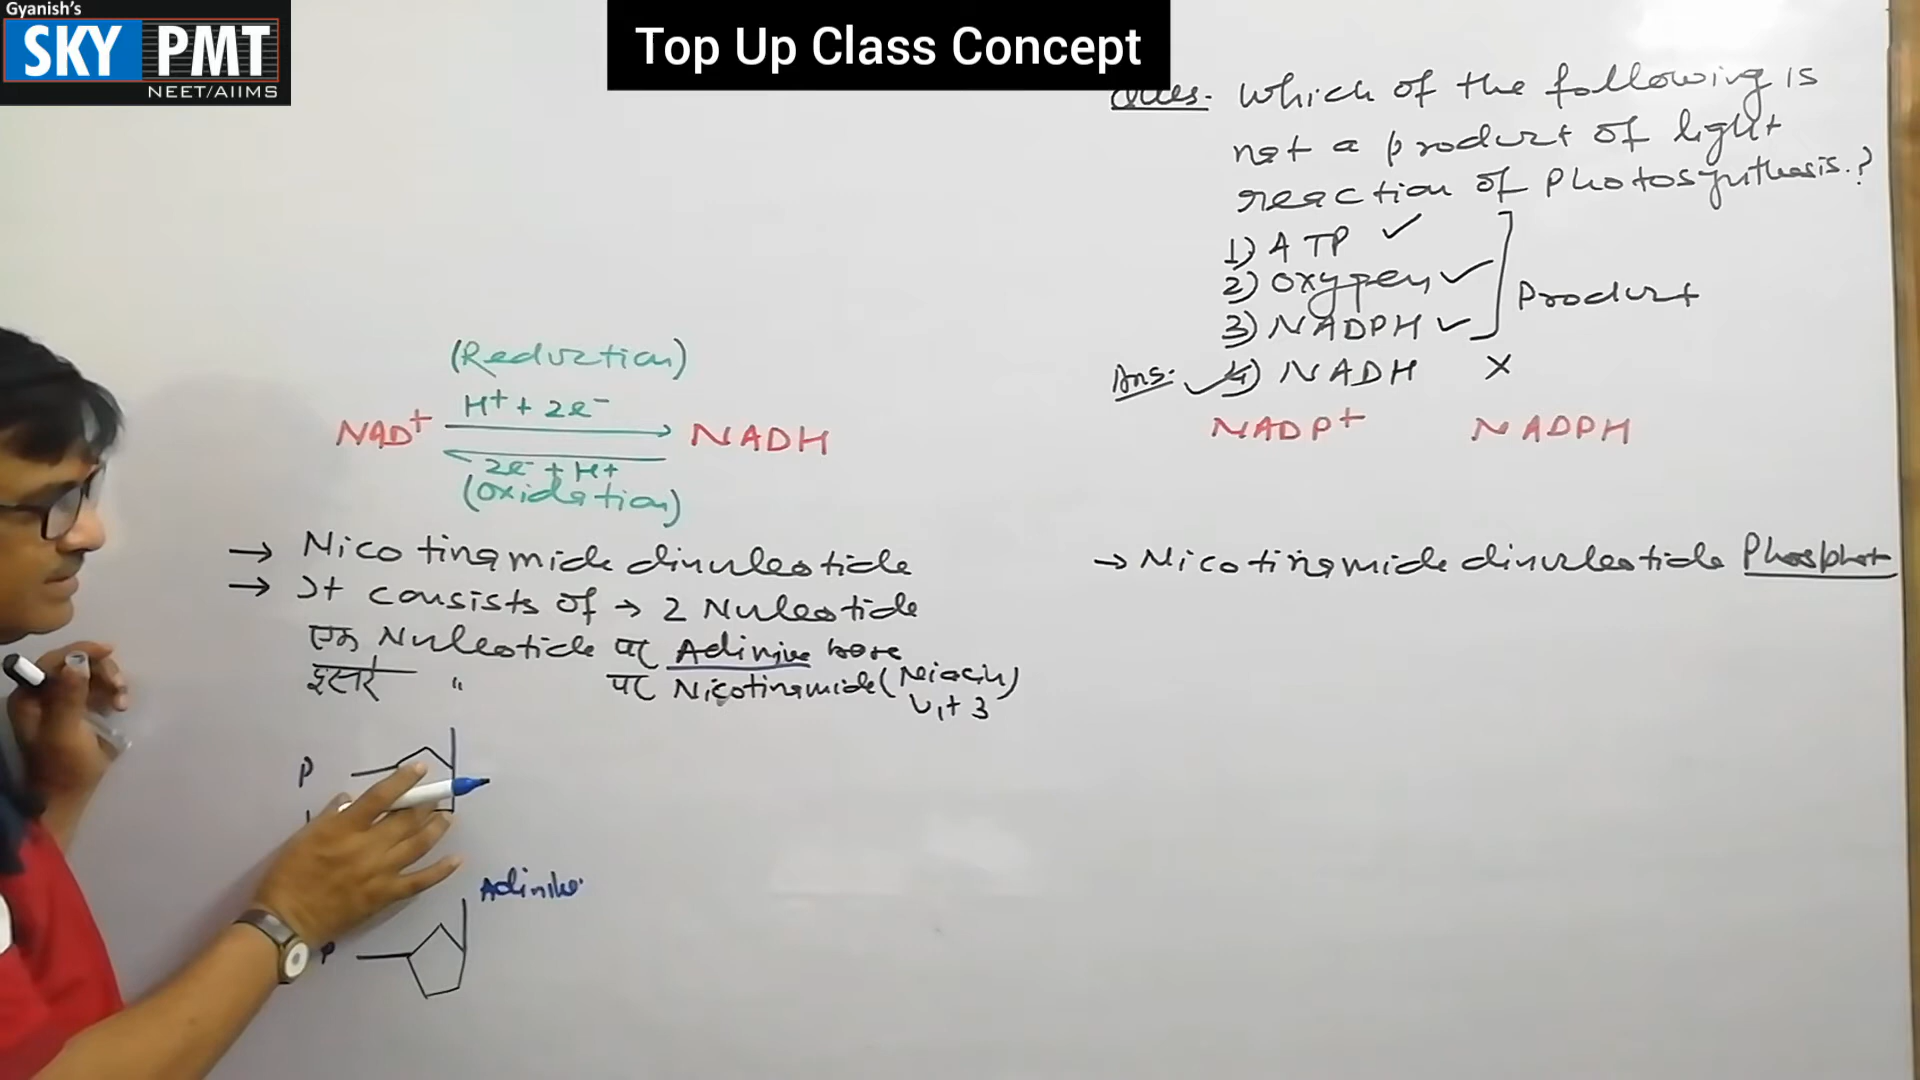 Gyanish's
SKY PMT
NEET/AIIMS
Top Up Class Concept
Ques. Which of the following is
not a product of light
reaction of Photosynthesis.?
1) ATP ✓
2) Oxygen ✓
3) NADPH ✓
Product
Ans. ✓ 4) NADH X
NADP+ NADPH
(Reduction)
H+ + 2e-
NAD+ NADH
2e- + H+
(Oxidation)
→ Nicotinamide dinucleotide
→ It consists of → 2 Nucleotide
एक Nucleotide पर Adinine base
दूसरे " पर Nicotinamide (Neiacin)
Vit 3
→ Nicotinamide dinucleotide Phosphat
P
Adinine
P